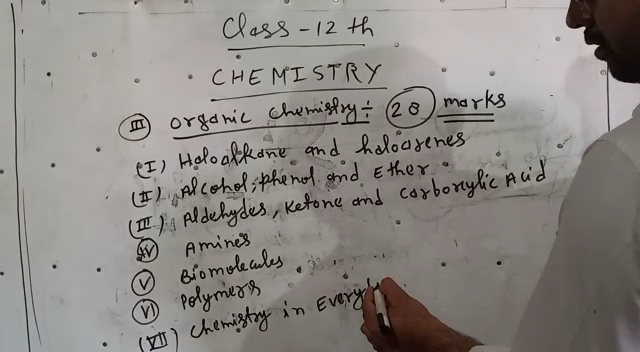 Class - 12 th
CHEMISTRY
III organic chemistry :- 28 marks
(I) Haloalkane and haloarenes
(II) Alcohol, phenol and Ether
(III) Aldehydes, Ketone and Carboxylic Acid
IV Amines
V Biomolecules
VI Polymers
(VII) Chemistry in Every